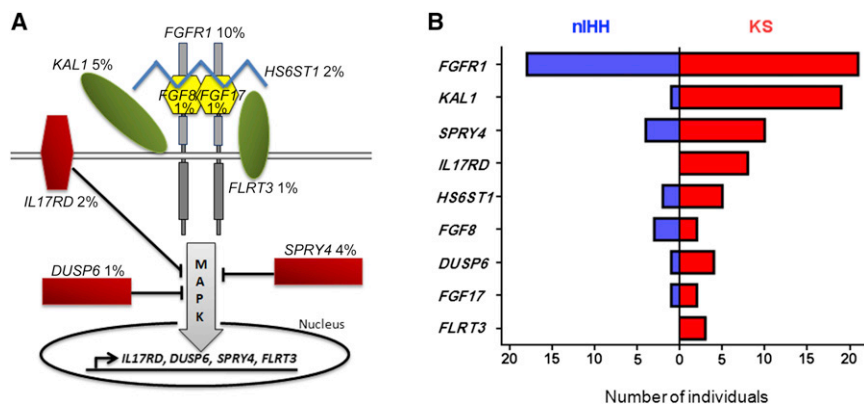 A
FGFR1 10%
KAL1 5%
HS6ST1 2%
FGF8/FGF17
1% 1%
IL17RD 2%
FLRT3 1%
MAPK
DUSP6 1%
SPRY4 4%
Nucleus
IL17RD, DUSP6, SPRY4, FLRT3
B
nIHH KS
FGFR1
KAL1
SPRY4
IL17RD
HS6ST1
FGF8
DUSP6
FGF17
FLRT3
20 15 10 5 0 5 10 15 20
Number of individuals